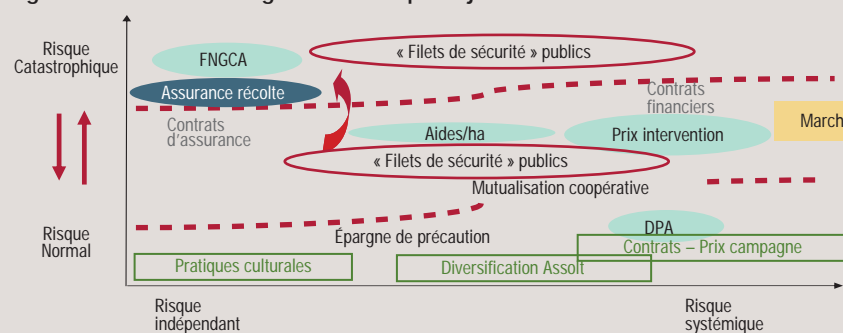 Risque
Catastrophique
FNGCA
« Filets de sécurité » publics
Assurance récolte
Contrats
financiers
Contrats
d'assurance
Aides/ha
Prix intervention
March
« Filets de sécurité » publics
Mutualisation coopérative
Risque
Normal
Épargne de précaution
DPA
Contrats – Prix campagne
Pratiques culturales
Diversification Assolt
Risque
indépendant
Risque
systémique